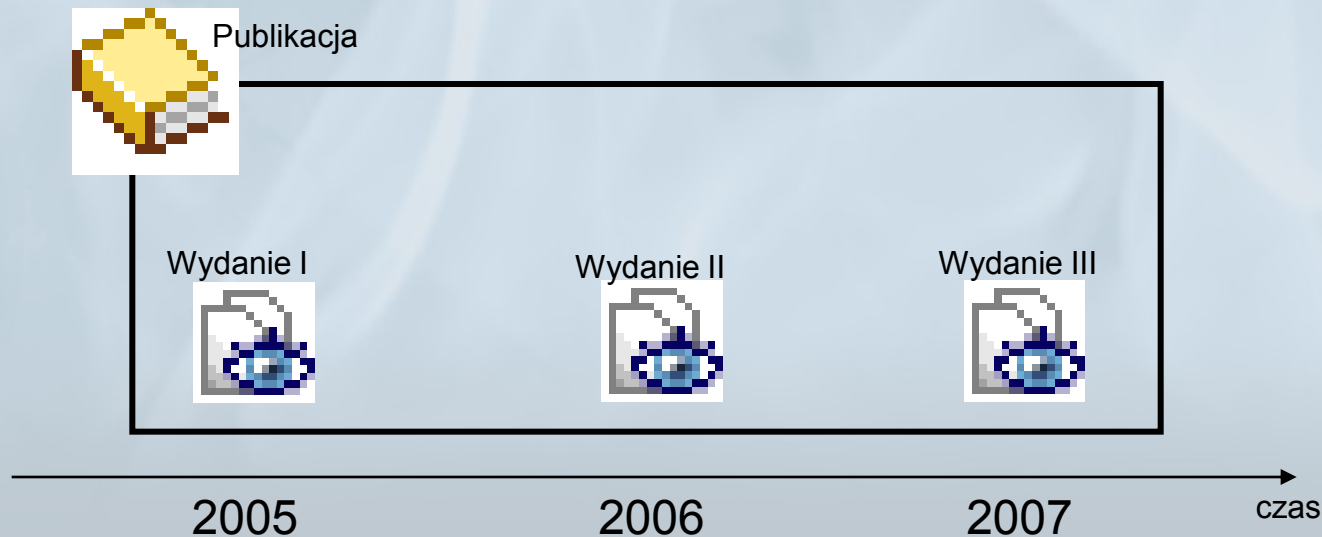 Publikacja
Wydanie I
Wydanie II
Wydanie III
2005
2006
2007
czas